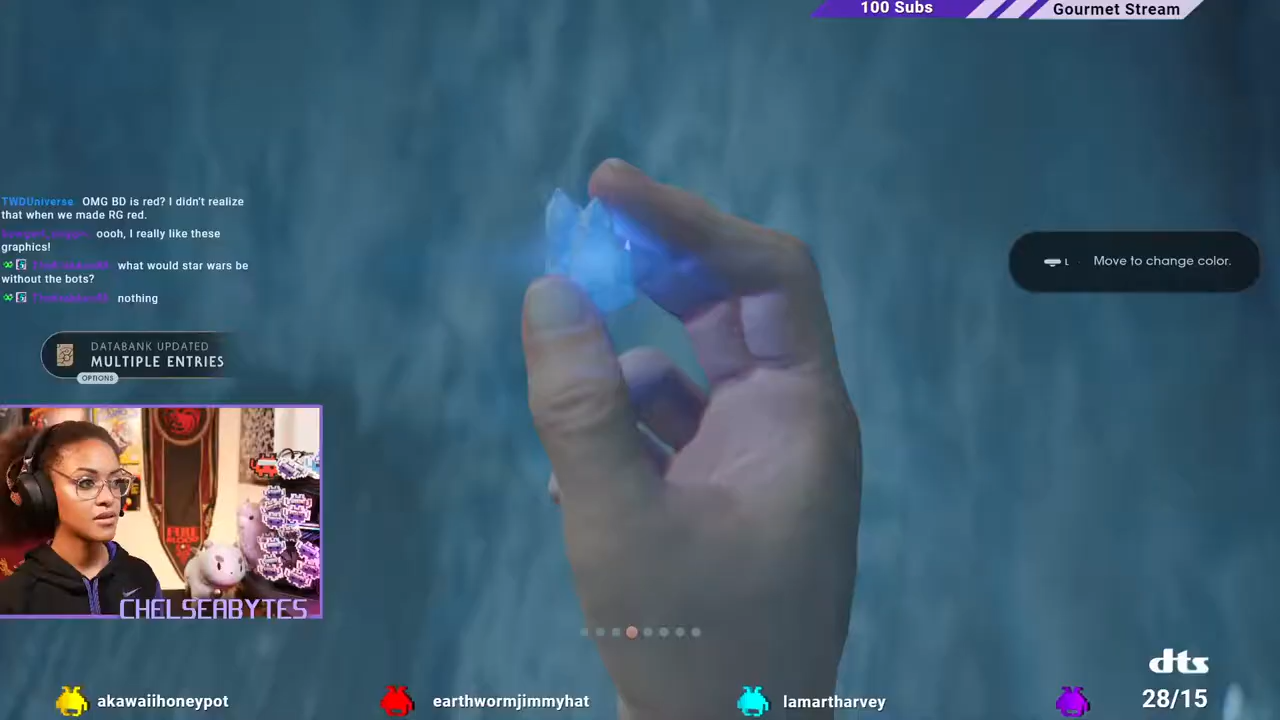 100 Subs
Gourmet Stream
TWDUniverse OMG BD is red? I didn't realize
that when we made RG red.
oooh, I really like these
graphics!
what would star wars be
without the bots?
nothing
L Move to change color.
DATABANK UPDATED
MULTIPLE ENTRIES
OPTIONS
CHELSEABYTES
dts
28/15
akawaiihoneypot
earthwormjimmyhat
lamartharvey